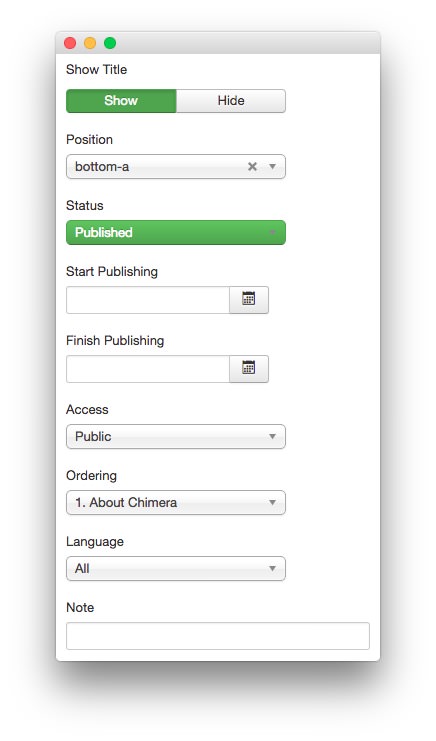 Show Title
Show Hide
Position
bottom-a
Status
Published
Start Publishing
Finish Publishing
Access
Public
Ordering
1. About Chimera
Language
All
Note